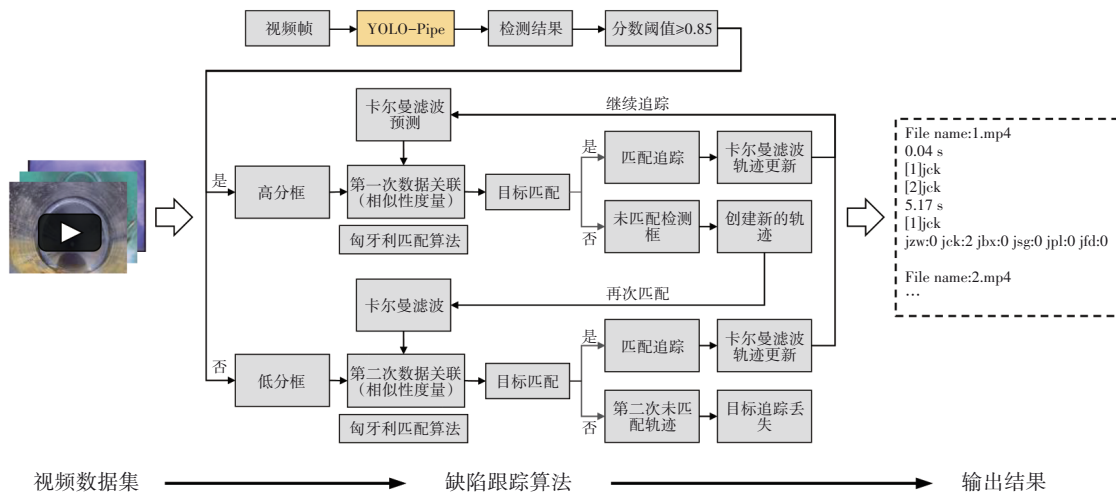 视频帧
YOLO-Pipe
检测结果
分数阈值≥0.85
卡尔曼滤波
预测
继续追踪
是
高分框
第一次数据关联
(相似性度量)
匈牙利匹配算法
目标匹配
是
匹配追踪
卡尔曼滤波
轨迹更新
否
未匹配检测
框
创建新的轨
迹
再次匹配
卡尔曼滤波
否
低分框
第二次数据关联
(相似性度量)
匈牙利匹配算法
目标匹配
是
匹配追踪
卡尔曼滤波
轨迹更新
否
第二次未匹
配轨迹
目标追踪丢
失
File name:1.mp4
0.04 s
[1]jck
[2]jck
5.17 s
[1]jck
jzw:0 jck:2 jbx:0 jsg:0 jpl:0 jfd:0
File name:2.mp4
…
视频数据集
缺陷跟踪算法
输出结果